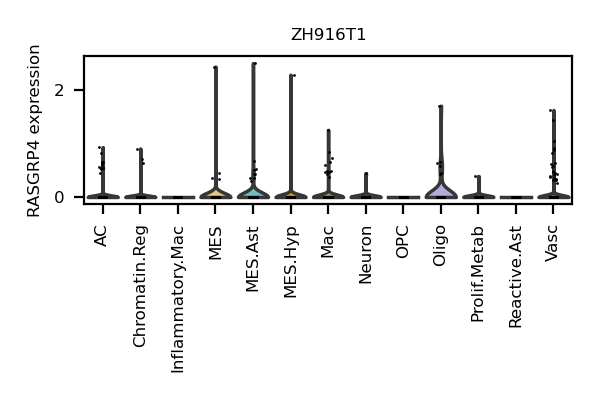 ZH916T1
RASGRP4 expression
2
0
AC
Chromatin.Reg
Inflammatory.Mac
MES
MES.Ast
MES.Hyp
Mac
Neuron
OPC
Oligo
Prolif.Metab
Reactive.Ast
Vasc